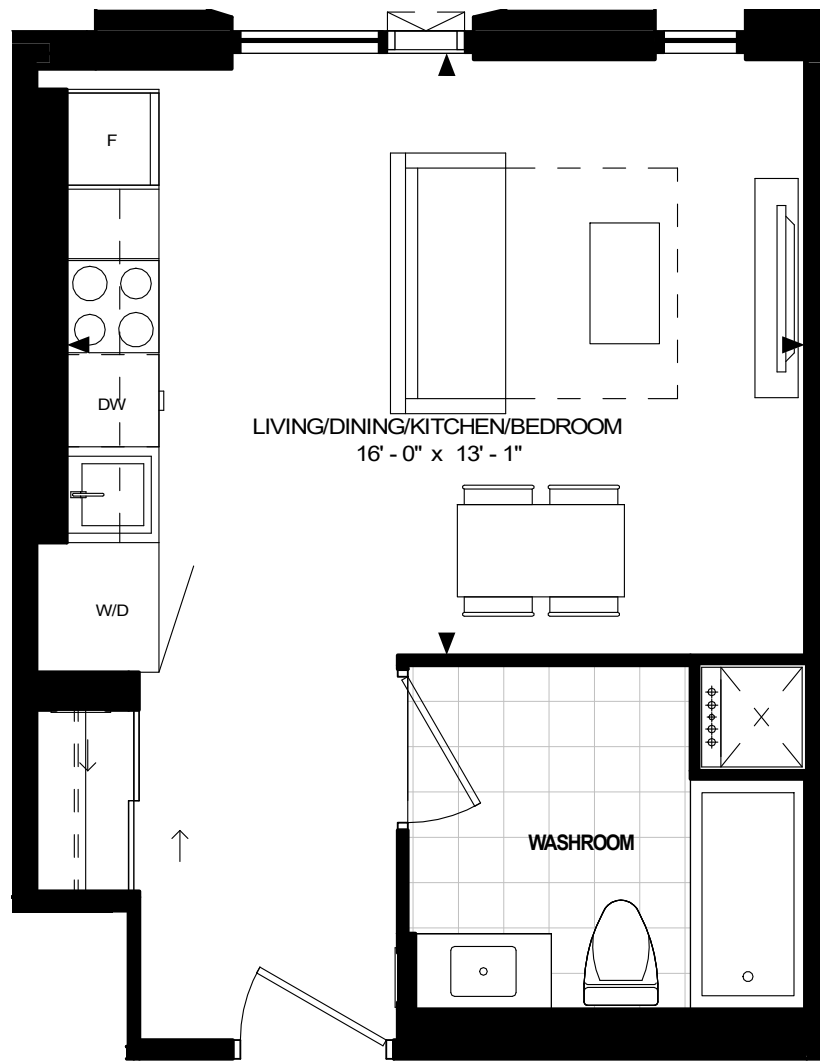 F
DW
LIVING/DINING/KITCHEN/BEDROOM
16' - 0" x 13' - 1"
W/D
WASHROOM